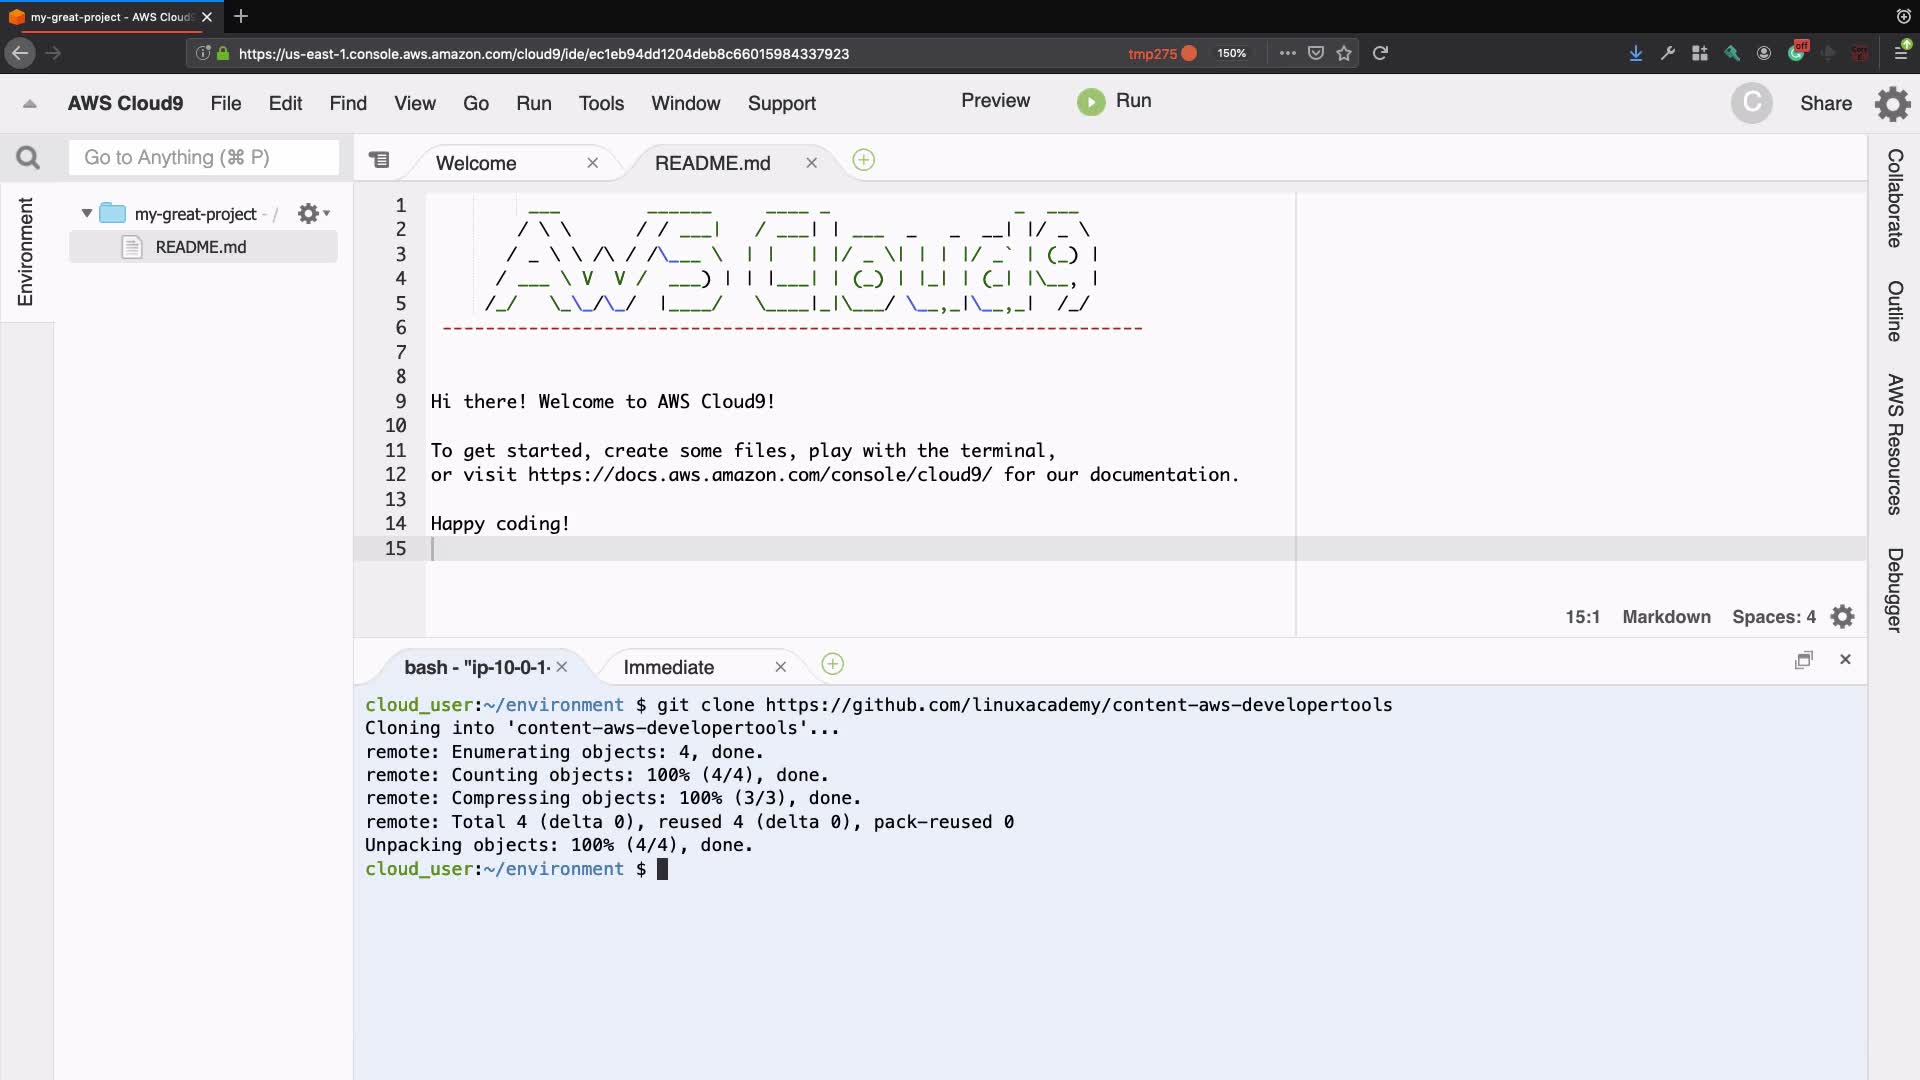 my-great-project - AWS Cloud9
https://us-east-1.console.aws.amazon.com/cloud9/ide/ec1eb94dd1204deb8c66015984337923
tmp275
150%
off
AWS Cloud9
File
Edit
Find
View
Go
Run
Tools
Window
Support
Preview
Run
C
Share
Go to Anything (⌘ P)
Welcome
README.md
Environment
my-great-project - /
README.md
Collaborate
Outline
AWS Resources
Debugger
1
2
3
4
5
6 -----------------------------------------------------------------
7
8
9 Hi there! Welcome to AWS Cloud9!
10
11 To get started, create some files, play with the terminal,
12 or visit https://docs.aws.amazon.com/console/cloud9/ for our documentation.
13
14 Happy coding!
15
15:1 Markdown Spaces: 4
bash - "ip-10-0-1-
Immediate
cloud_user:~/environment $ git clone https://github.com/linuxacademy/content-aws-developertools
Cloning into 'content-aws-developertools'...
remote: Enumerating objects: 4, done.
remote: Counting objects: 100% (4/4), done.
remote: Compressing objects: 100% (3/3), done.
remote: Total 4 (delta 0), reused 4 (delta 0), pack-reused 0
Unpacking objects: 100% (4/4), done.
cloud_user:~/environment $